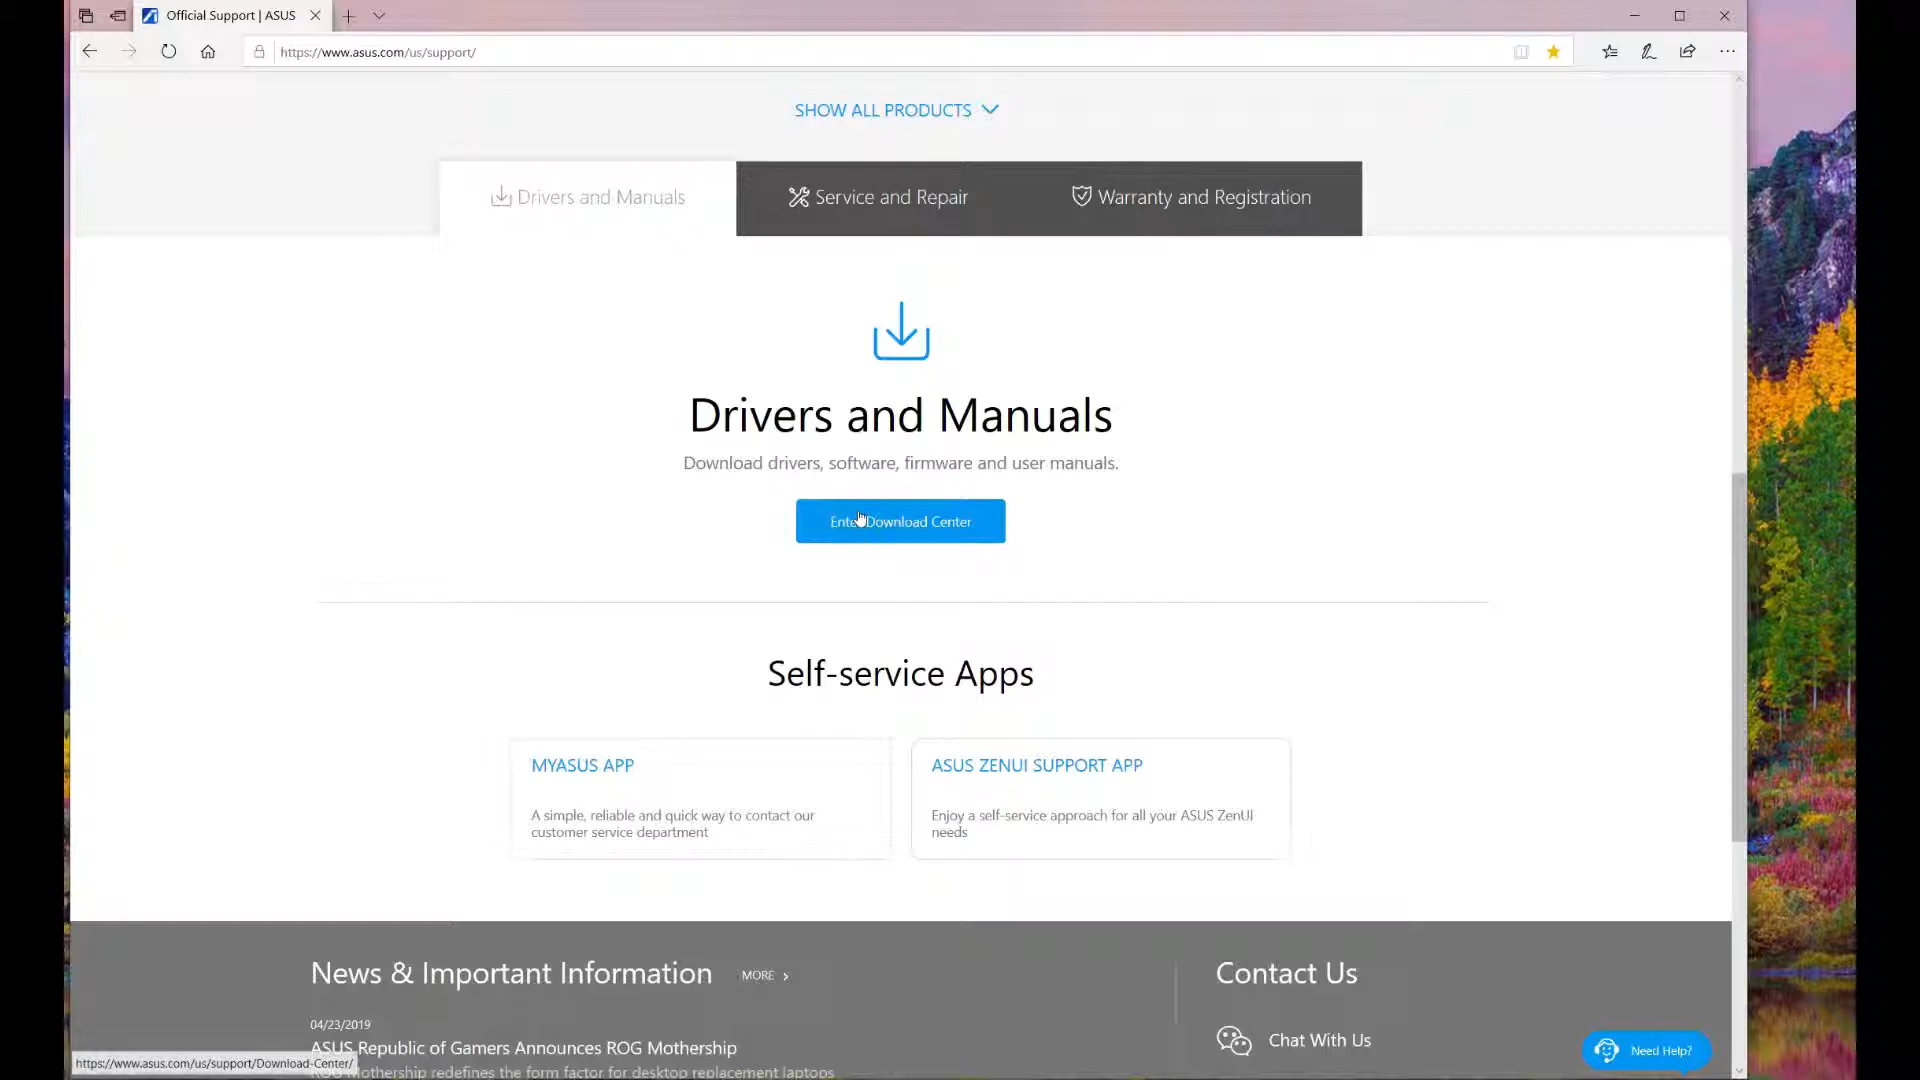 Official Support | ASUS
https://www.asus.com/us/support/
SHOW ALL PRODUCTS
Drivers and Manuals
Service and Repair
Warranty and Registration
Drivers and Manuals
Download drivers, software, firmware and user manuals.
Enter Download Center
Self-service Apps
MYASUS APP
A simple, reliable and quick way to contact our
customer service department
ASUS ZENUI SUPPORT APP
Enjoy a self-service approach for all your ASUS ZenUI
needs
News & Important Information
MORE
04/23/2019
ASUS Republic of Gamers Announces ROG Mothership
ROG Mothership redefines the form factor for desktop replacement laptops
Contact Us
Chat With Us
Need Help?
https://www.asus.com/us/support/Download-Center/